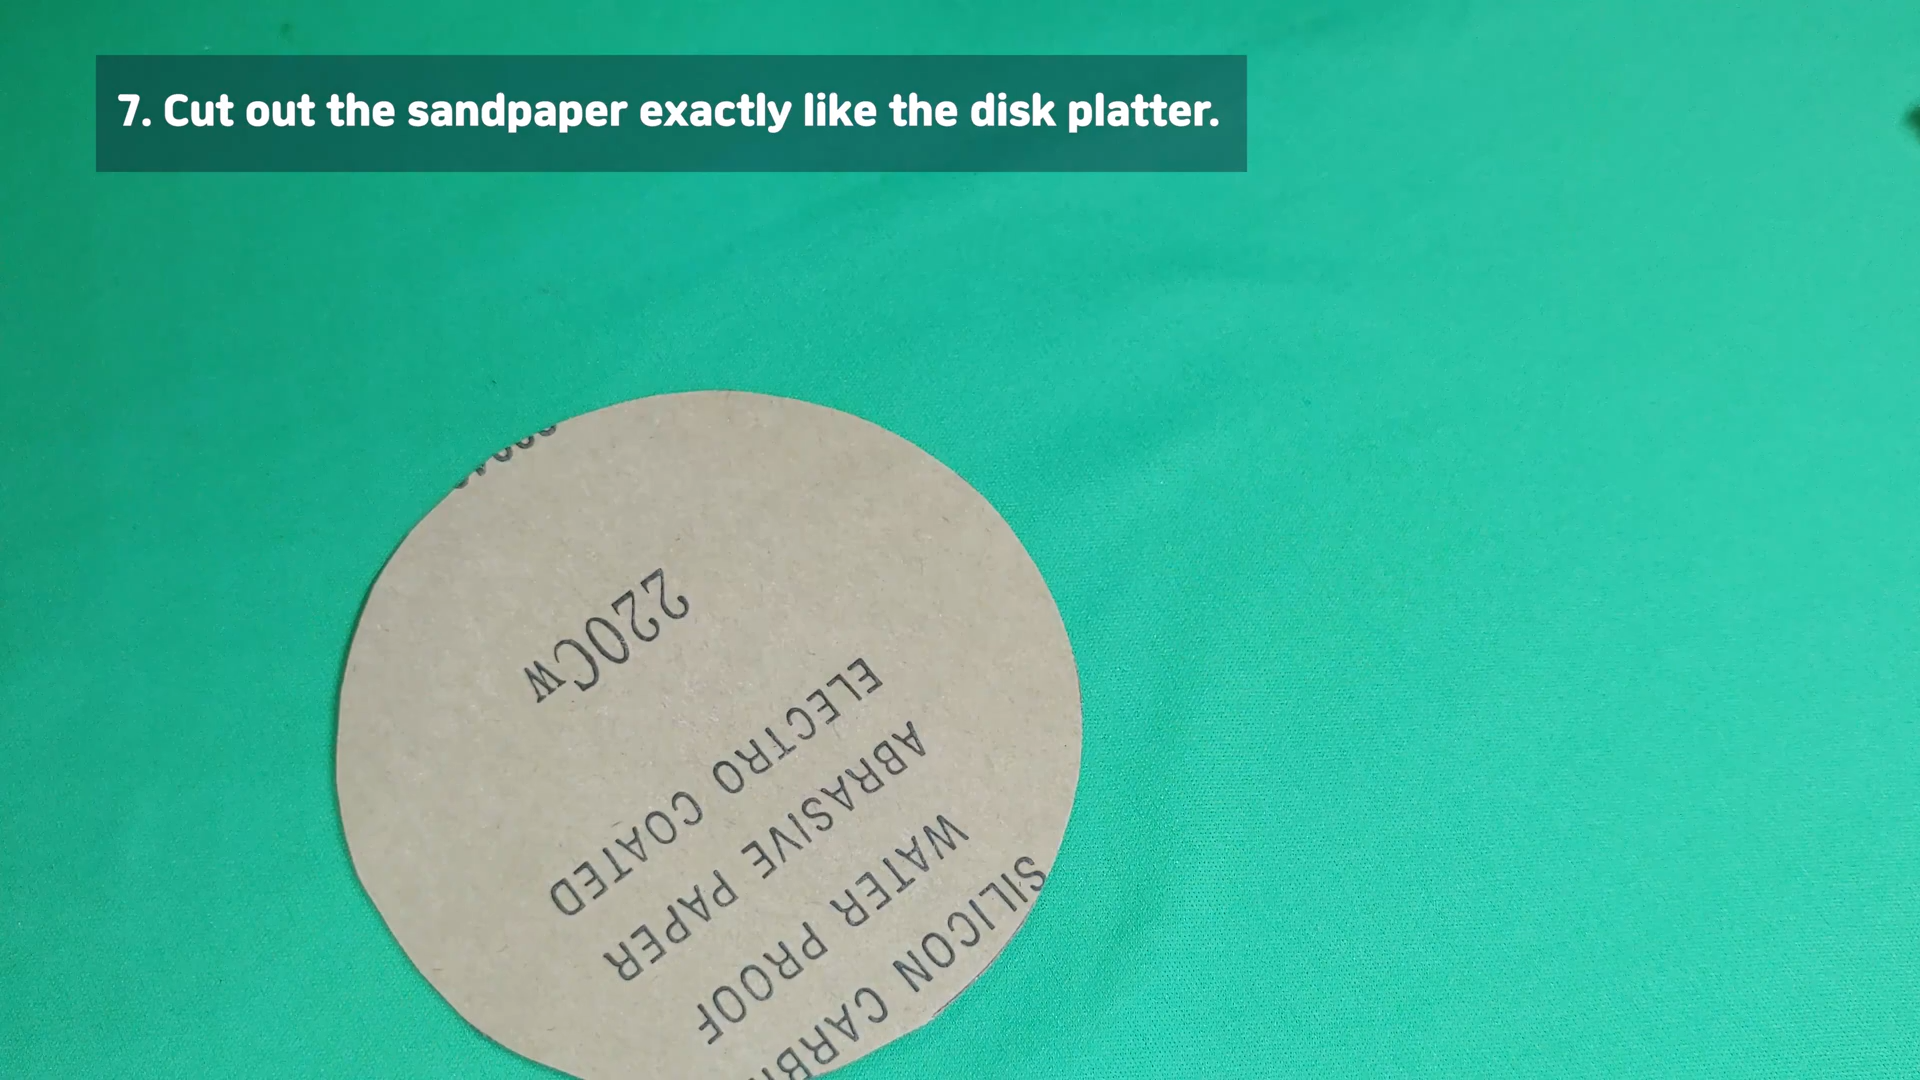 7. Cut out the sandpaper exactly like the disk platter.
SILICON
WATER PROOF
ABRASIVE PAPER
ELECTRO COATED
220Cw